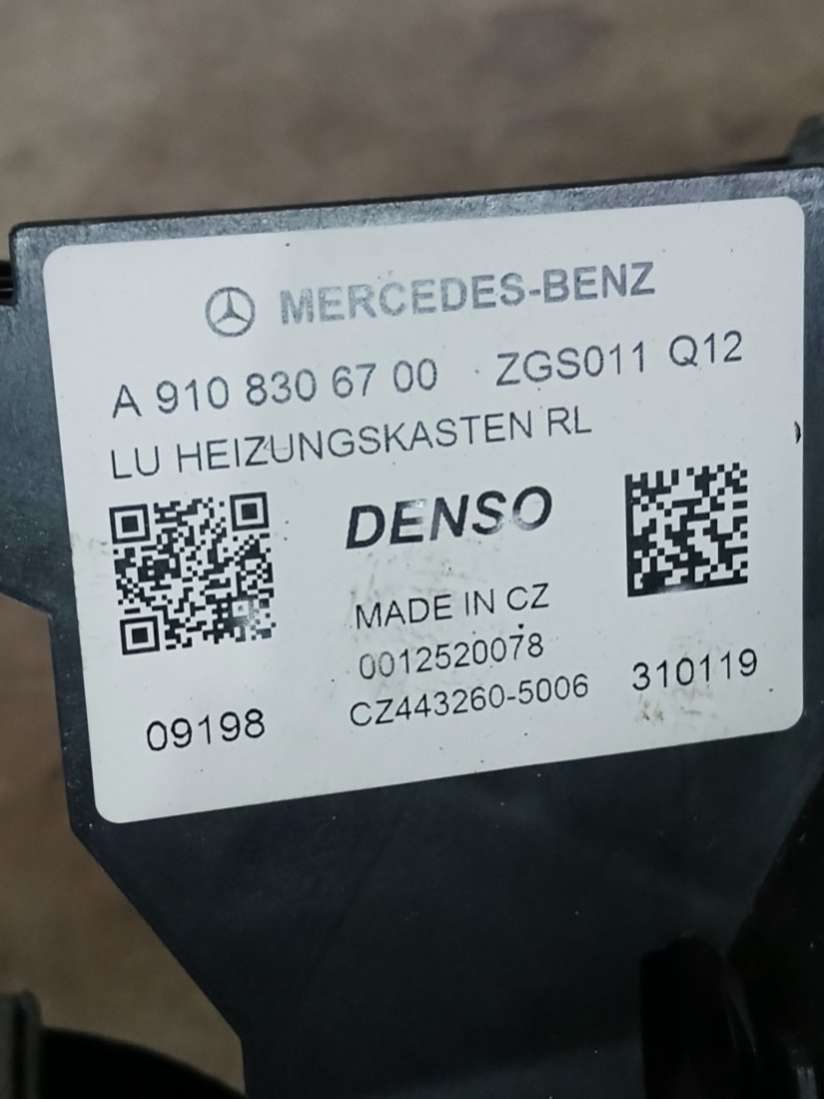 MERCEDES-BENZ
A 910 830 67 00 ZGS011 Q12
LU HEIZUNGSKASTEN RL
DENSO
MADE IN CZ
0012520078
CZ443260-5006
09198
310119